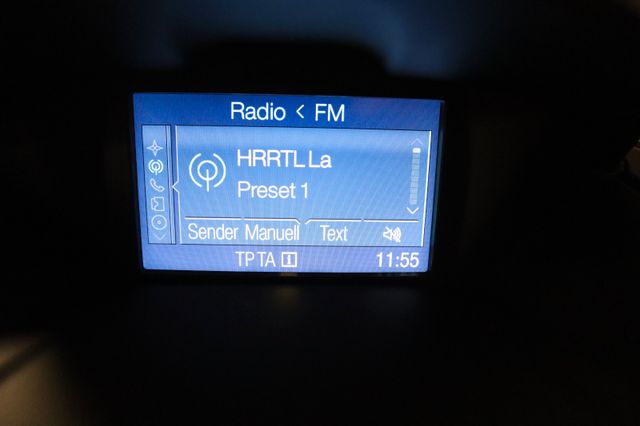 Radio < FM
HRRTL La
Preset 1
Sender Manuell Text
TP TA i 11:55